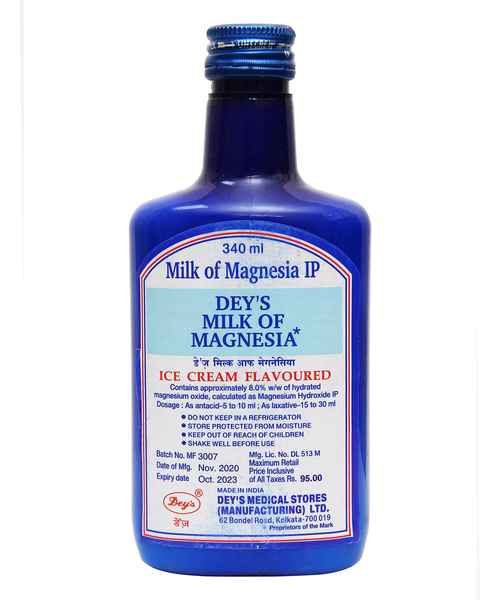 340 ml
Milk of Magnesia IP
DEY'S
MILK OF
MAGNESIA*
डे'ज़ मिल्क आफ मेगनेसिया
ICE CREAM FLAVOURED
Contains approximately 8.0% w/w of hydrated
magnesium oxide, calculated as Magnesium Hydroxide IP
Dosage : As antacid–5 to 10 ml ; As laxative–15 to 30 ml
● DO NOT KEEP IN A REFRIGERATOR
● STORE PROTECTED FROM MOISTURE
● KEEP OUT OF REACH OF CHILDREN
● SHAKE WELL BEFORE USE
Batch No. MF 3007
Date of Mfg. Nov. 2020
Expiry date Oct. 2023
Mfg. Lic. No. DL 513 M
Maximum Retail
Price Inclusive
of All Taxes Rs. 95.00
Dey's ®
डे'ज़
MADE IN INDIA
DEY'S MEDICAL STORES
(MANUFACTURING) LTD.
62 Bondel Road, Kolkata-700 019
* Proprietors of the Mark